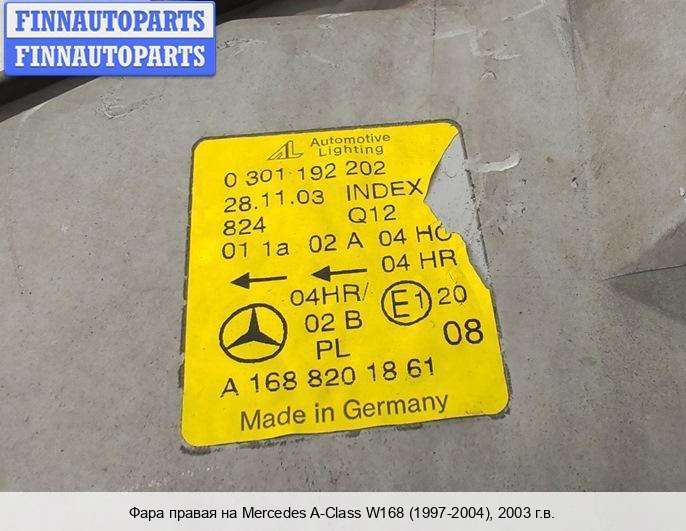 FINNAUTOPARTS
FINNAUTOPARTS
AL Automotive
Lighting
0 301 192 202
28.11.03 INDEX
824 Q12
01 1a 02 A 04 HC
04 HR
04HR/ E1 20
02 B 08
PL
A 168 820 18 61
Made in Germany
Фара правая на Mercedes A-Class W168 (1997-2004), 2003 г.в.